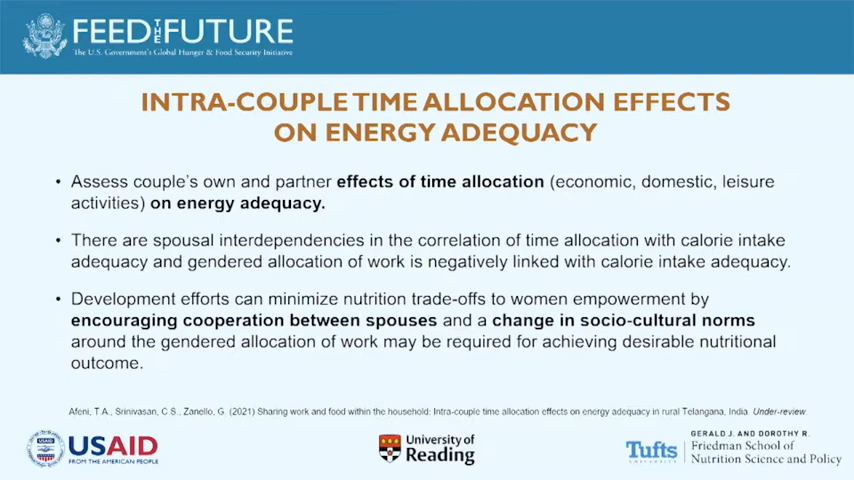 FEED THE FUTURE
The U.S. Government's Global Hunger & Food Security Initiative
INTRA-COUPLE TIME ALLOCATION EFFECTS
ON ENERGY ADEQUACY
• Assess couple's own and partner effects of time allocation (economic, domestic, leisure
activities) on energy adequacy.
• There are spousal interdependencies in the correlation of time allocation with calorie intake
adequacy and gendered allocation of work is negatively linked with calorie intake adequacy.
• Development efforts can minimize nutrition trade-offs to women empowerment by
encouraging cooperation between spouses and a change in socio-cultural norms
around the gendered allocation of work may be required for achieving desirable nutritional
outcome.
Afeni, T.A., Srinivasan, C.S., Zanello, G. (2021) Sharing work and food within the household: Intra-couple time allocation effects on energy adequacy in rural Telangana, India. Under-review.
USAID
FROM THE AMERICAN PEOPLE
University of
Reading
Tufts
UNIVERSITY
GERALD J. AND DOROTHY R.
Friedman School of
Nutrition Science and Policy